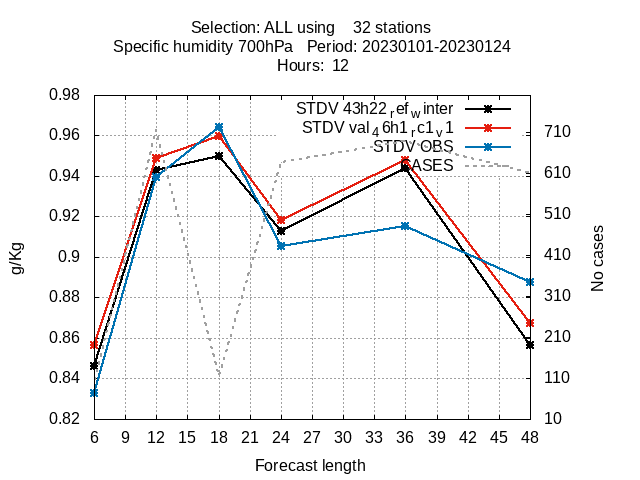 Selection: ALL using    32 stations
Specific humidity 700hPa   Period: 20230101-20230124
Hours:  12
STDV 43h22refwinter
STDV val46h1rc1v1
STDV OBS
ASES
0.98
0.96
0.94
0.92
0.9
0.88
0.86
0.84
0.82
g/Kg
710
610
510
410
310
210
110
10
No cases
6 9 12 15 18 21 24 27 30 33 36 39 42 45 48
Forecast length